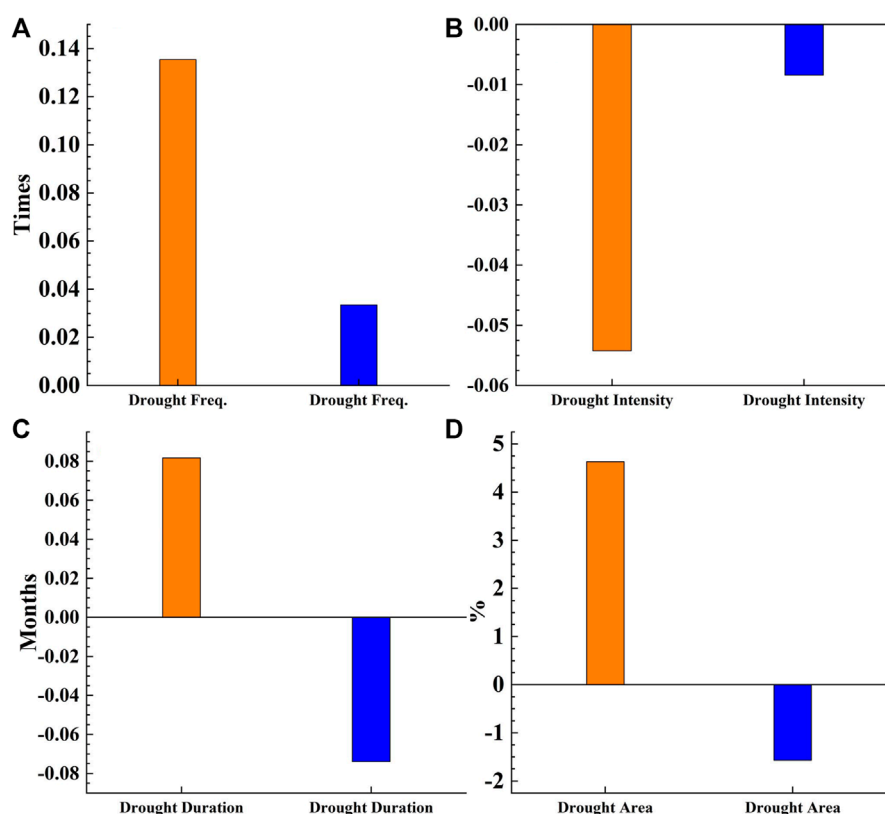 A
0.14
0.12
0.10
0.08
0.06
0.04
0.02
0.00
Times
Drought Freq.
Drought Freq.
B
0.00
-0.01
-0.02
-0.03
-0.04
-0.05
-0.06
Drought Intensity
Drought Intensity
C
0.08
0.06
0.04
0.02
0.00
-0.02
-0.04
-0.06
-0.08
Months
Drought Duration
Drought Duration
D
5
4
3
2
1
0
-1
-2
%
Drought Area
Drought Area